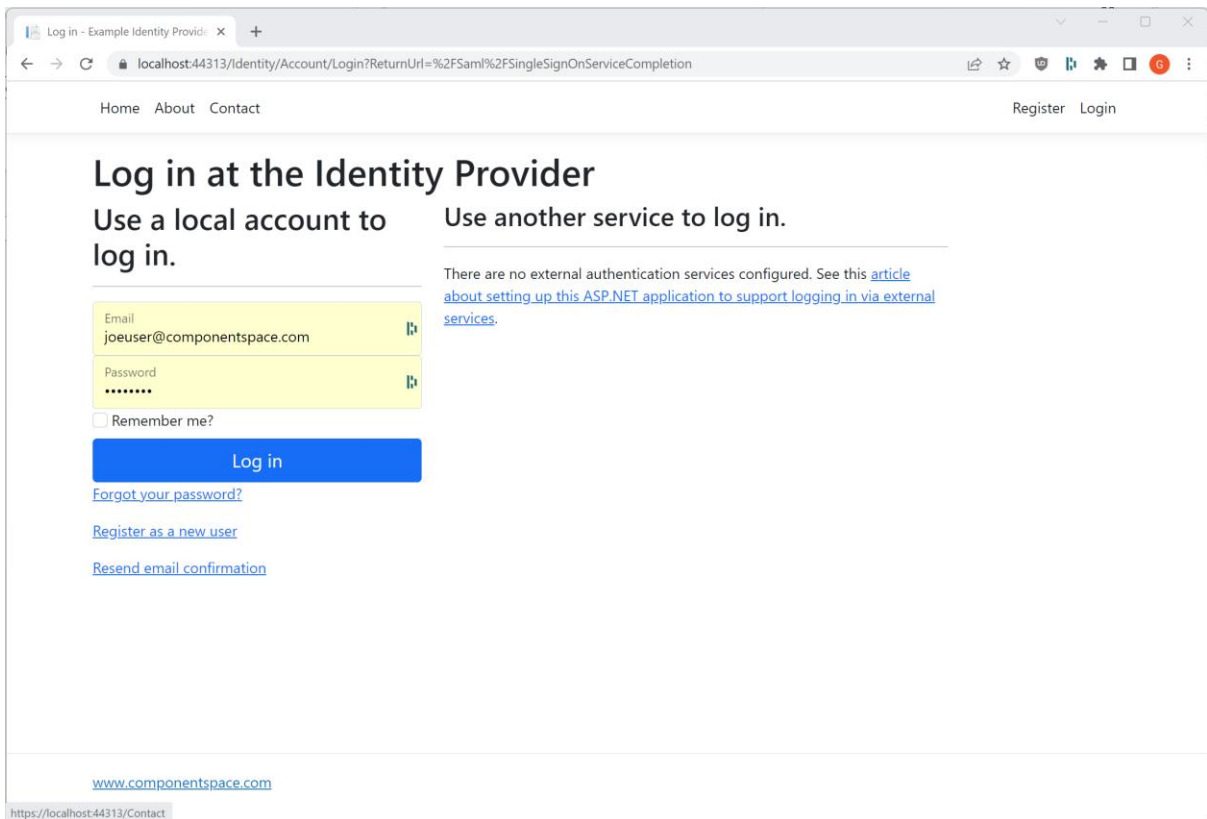 Log in - Example Identity Provide
localhost:44313/Identity/Account/Login?ReturnUrl=%2FSaml%2FSingleSignOnServiceCompletion
G
Home About Contact
Register Login
Log in at the Identity Provider
Use a local account to
log in.
Email
joeuser@componentspace.com
Password
••••••••
Remember me?
Log in
Forgot your password?
Register as a new user
Resend email confirmation
Use another service to log in.
There are no external authentication services configured. See this article
about setting up this ASP.NET application to support logging in via external
services.
www.componentspace.com
https://localhost:44313/Contact